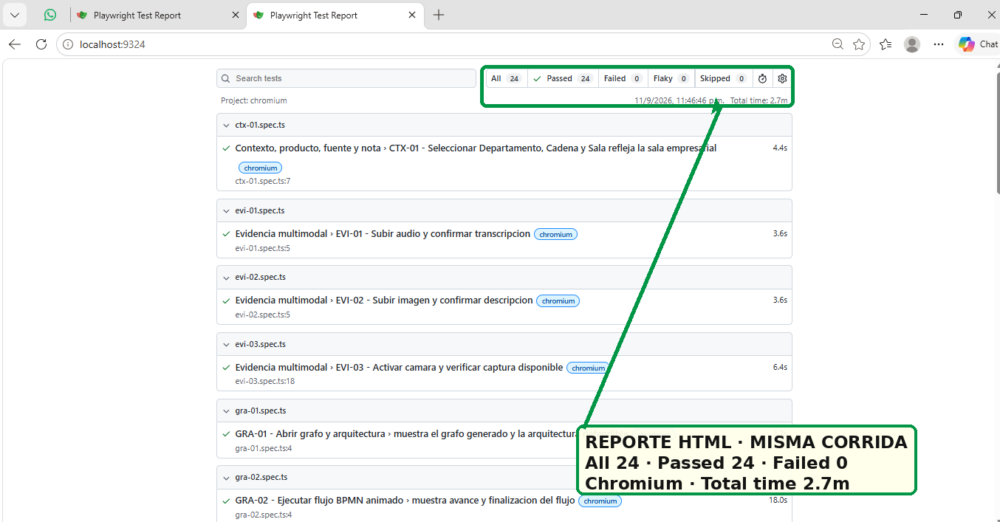 Playwright Test Report
Playwright Test Report
localhost:9324
Chat
Search tests
All 24
Passed 24
Failed 0
Flaky 0
Skipped 0
Project: chromium
11/9/2026, 11:46:46 p.m. Total time: 2.7m
ctx-01.spec.ts
Contexto, producto, fuente y nota › CTX-01 - Seleccionar Departamento, Cadena y Sala refleja la sala empresarial
4.4s
chromium
ctx-01.spec.ts:7
evi-01.spec.ts
Evidencia multimodal › EVI-01 - Subir audio y confirmar transcripcion chromium
3.6s
evi-01.spec.ts:5
evi-02.spec.ts
Evidencia multimodal › EVI-02 - Subir imagen y confirmar descripcion chromium
3.6s
evi-02.spec.ts:5
evi-03.spec.ts
Evidencia multimodal › EVI-03 - Activar camara y verificar captura disponible chromium
6.4s
evi-03.spec.ts:18
gra-01.spec.ts
GRA-01 - Abrir grafo y arquitectura › muestra el grafo generado y la arquitectura
gra-01.spec.ts:4
REPORTE HTML · MISMA CORRIDA
All 24 · Passed 24 · Failed 0
Chromium · Total time 2.7m
gra-02.spec.ts
GRA-02 - Ejecutar flujo BPMN animado › muestra avance y finalizacion del flujo chromium
18.0s
gra-02.spec.ts:4